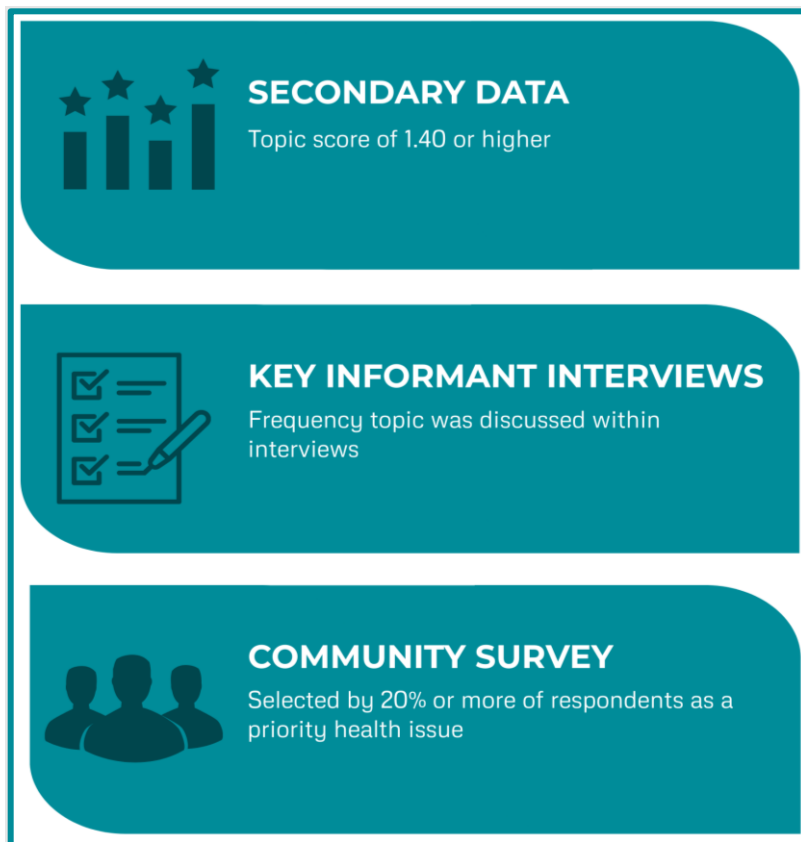 SECONDARY DATA
Topic score of 1.40 or higher
KEY INFORMANT INTERVIEWS
Frequency topic was discussed within
interviews
COMMUNITY SURVEY
Selected by 20% or more of respondents as a
priority health issue